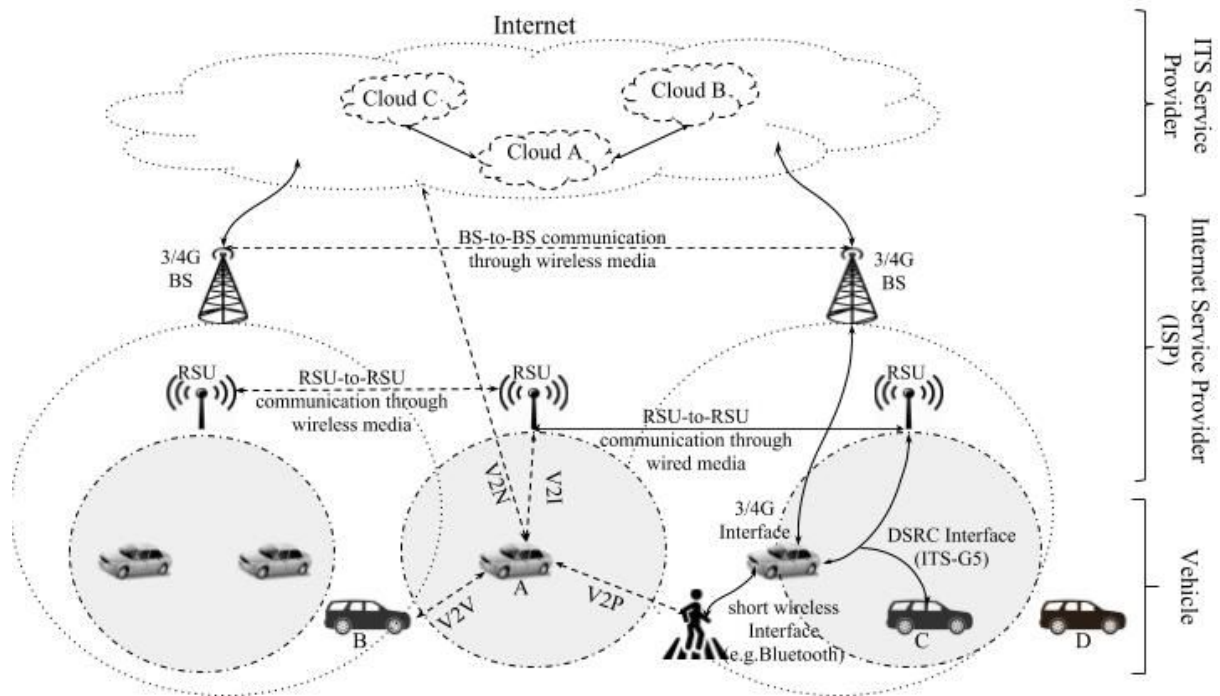 Internet
Cloud C
Cloud B
Cloud A
ITS Service
Provider
BS-to-BS communication
through wireless media
3/4G
BS
3/4G
BS
Internet Service Provider
(ISP)
RSU
RSU-to-RSU
communication through
wireless media
RSU
RSU-to-RSU
communication through
wired media
RSU
V2N
V2I
3/4G
Interface
DSRC Interface
(ITS-G5)
A
V2V
V2P
B
short wireless
Interface
(e.g.Bluetooth)
C
D
Vehicle